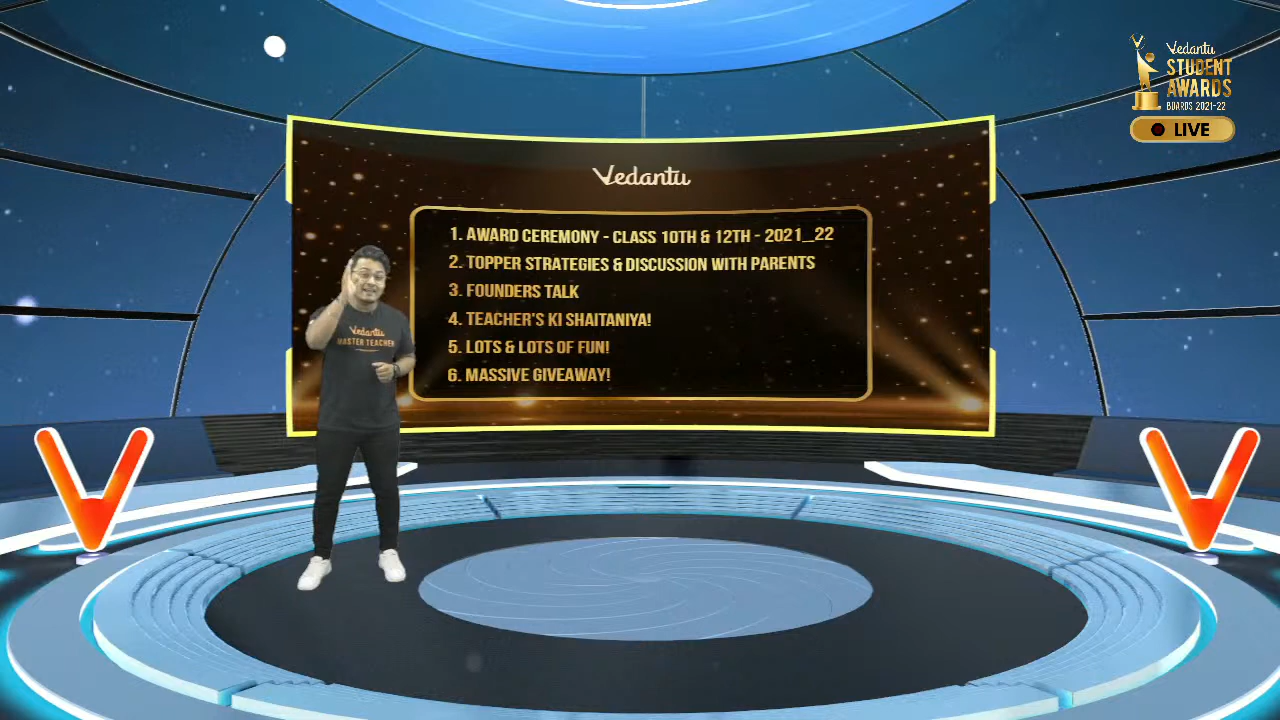 Vedantu
STUDENT
AWARDS
BOARDS 2021-22
LIVE
Vedantu
1. AWARD CEREMONY - CLASS 10TH & 12TH - 2021_22
2. TOPPER STRATEGIES & DISCUSSION WITH PARENTS
3. FOUNDERS TALK
4. TEACHER'S KI SHAITANIYA!
5. LOTS & LOTS OF FUN!
6. MASSIVE GIVEAWAY!
Vedantu
MASTER TEACHER